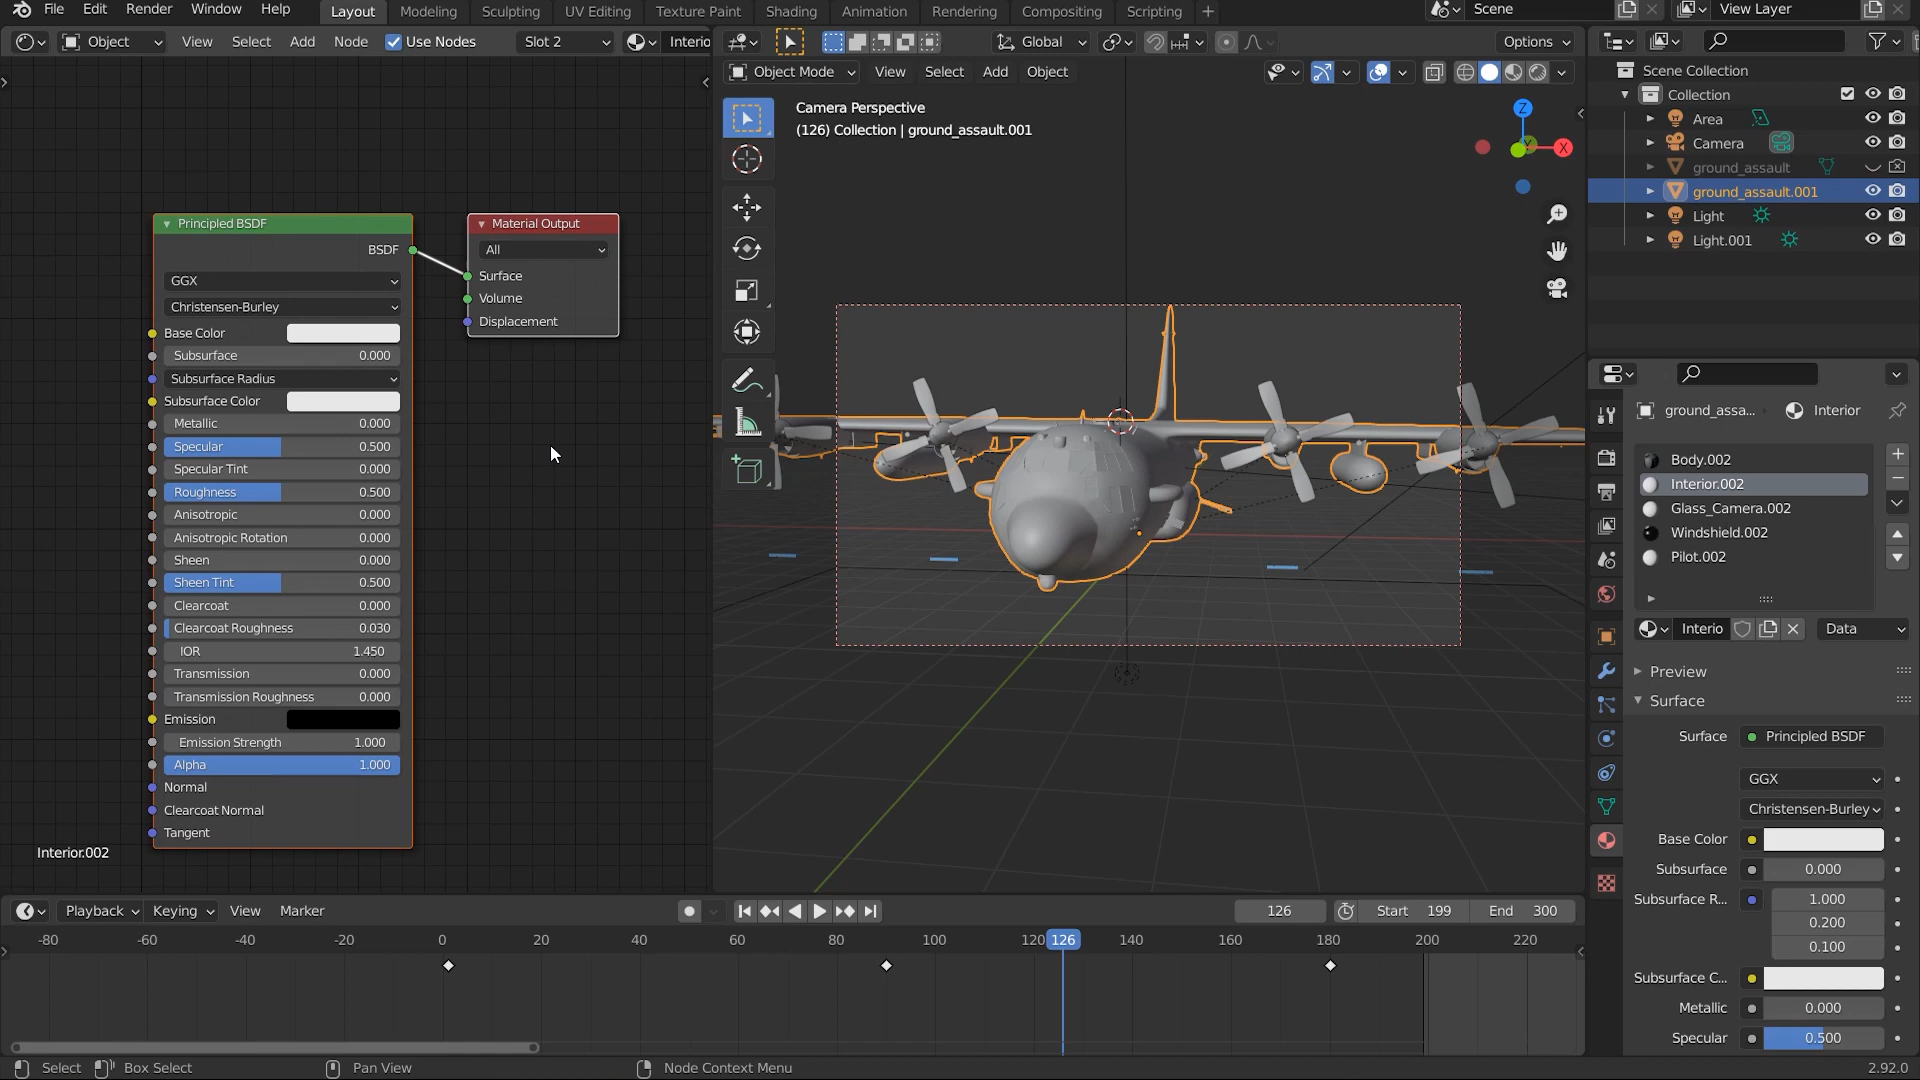 File Edit Render Window Help Layout Modeling Sculpting UV Editing Texture Paint Shading Animation Rendering Compositing Scripting + Scene View Layer
Object View Select Add Node Use Nodes Slot 2 Interio
Global Options
Object Mode View Select Add Object
Camera Perspective
(126) Collection | ground_assault.001
Z
Y
X
Principled BSDF
BSDF
GGX
Christensen-Burley
Base Color
Subsurface 0.000
Subsurface Radius
Subsurface Color
Metallic 0.000
Specular 0.500
Specular Tint 0.000
Roughness 0.500
Anisotropic 0.000
Anisotropic Rotation 0.000
Sheen 0.000
Sheen Tint 0.500
Clearcoat 0.000
Clearcoat Roughness 0.030
IOR 1.450
Transmission 0.000
Transmission Roughness 0.000
Emission
Emission Strength 1.000
Alpha 1.000
Normal
Clearcoat Normal
Tangent
Interior.002
Material Output
All
Surface
Volume
Displacement
Scene Collection
Collection
Area
Camera
ground_assault
ground_assault.001
Light
Light.001
ground_assa... Interior
Body.002
Interior.002
Glass_Camera.002
Windshield.002
Pilot.002
Interio Data
Preview
Surface
Surface Principled BSDF
GGX
Christensen-Burley
Base Color
Subsurface 0.000
Subsurface R... 1.000
0.200
0.100
Subsurface C...
Metallic 0.000
Specular 0.500
Playback Keying View Marker 126 Start 199 End 300
-80 -60 -40 -20 0 20 40 60 80 100 120 126 140 160 180 200 220
Select Box Select Pan View Node Context Menu 2.92.0